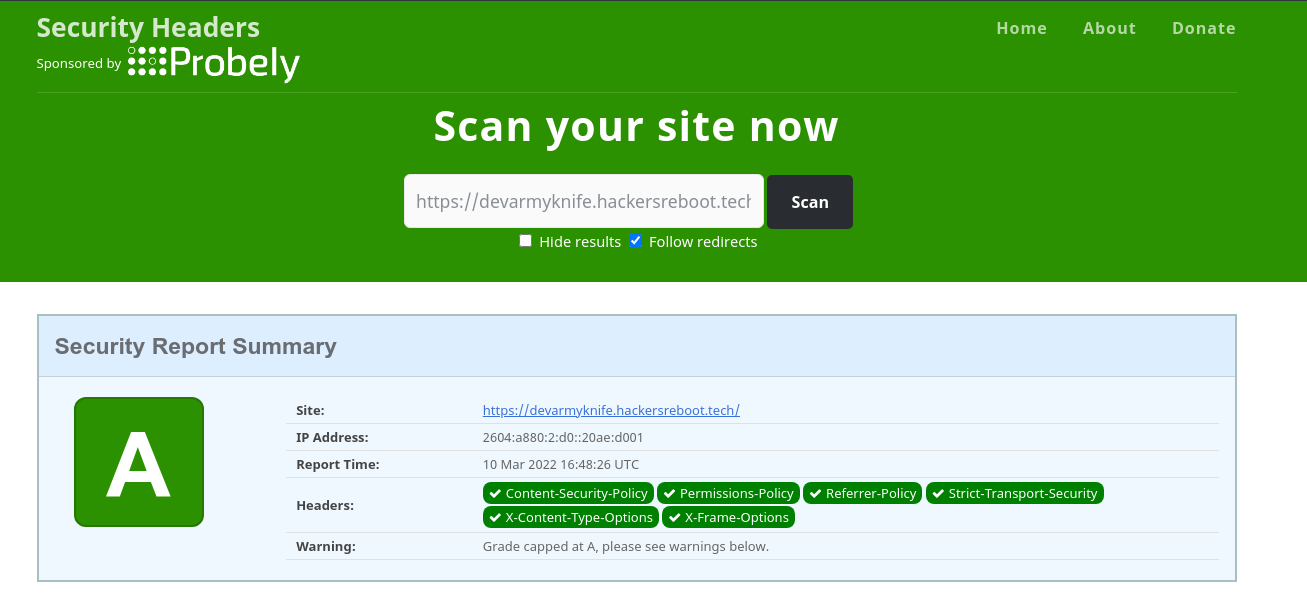 Security Headers
Home About Donate
Sponsored by Probely
Scan your site now
https://devarmyknife.hackersreboot.tech
Scan
Hide results Follow redirects
Security Report Summary
A
Site: https://devarmyknife.hackersreboot.tech/
IP Address: 2604:a880:2:d0::20ae:d001
Report Time: 10 Mar 2022 16:48:26 UTC
Headers: Content-Security-Policy Permissions-Policy Referrer-Policy Strict-Transport-Security
X-Content-Type-Options X-Frame-Options
Warning: Grade capped at A, please see warnings below.